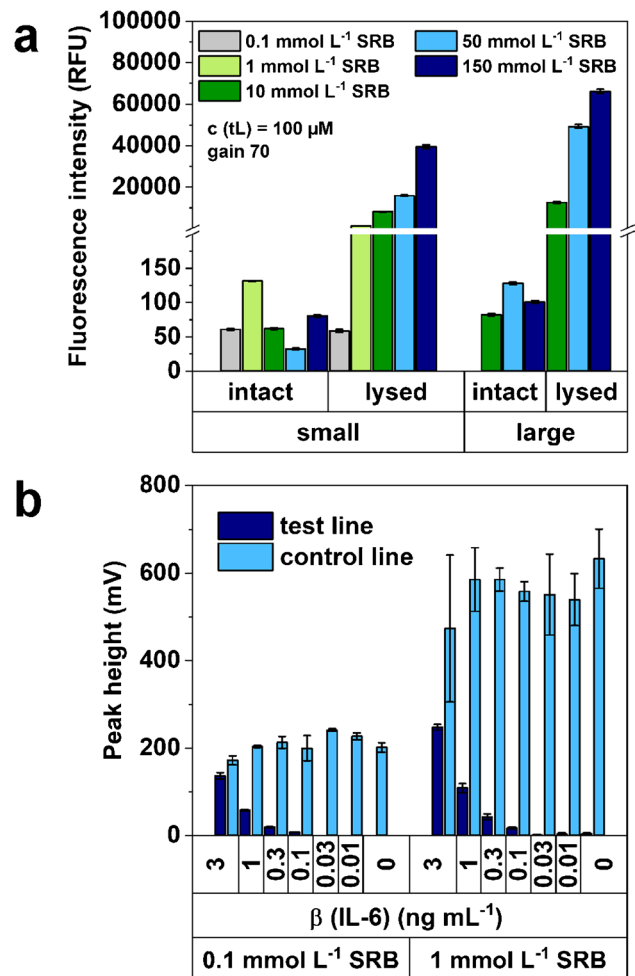 a
Fluorescence intensity (RFU)
100000
80000
60000
40000
20000
150
100
50
0
0.1 mmol L⁻¹ SRB
1 mmol L⁻¹ SRB
10 mmol L⁻¹ SRB
50 mmol L⁻¹ SRB
150 mmol L⁻¹ SRB
c (tL) = 100 µM
gain 70
intact lysed intact lysed
small large
b
Peak height (mV)
800
600
400
200
0
test line
control line
3 1 0.3 0.1 0.03 0.01 0 3 1 0.3 0.1 0.03 0.01 0
β (IL-6) (ng mL⁻¹)
0.1 mmol L⁻¹ SRB 1 mmol L⁻¹ SRB